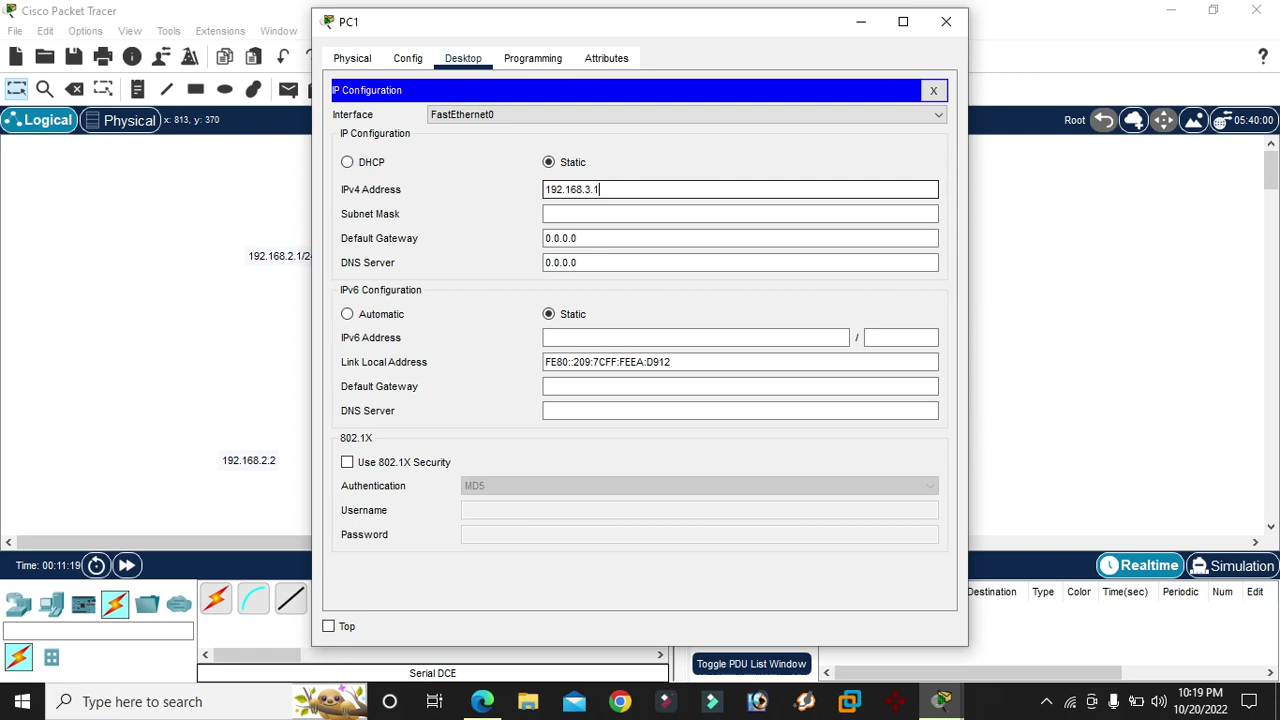 Cisco Packet Tracer
File Edit Options View Tools Extensions Window
?
Logical Physical x: 813, y: 370
Root 05:40:00
192.168.2.1/24
192.168.2.2
PC1
Physical Config Desktop Programming Attributes
IP Configuration X
Interface FastEthernet0
IP Configuration
DHCP Static
IPv4 Address 192.168.3.1
Subnet Mask
Default Gateway 0.0.0.0
DNS Server 0.0.0.0
IPv6 Configuration
Automatic Static
IPv6 Address /
Link Local Address FE80::209:7CFF:FEEA:D912
Default Gateway
DNS Server
802.1X
Use 802.1X Security
Authentication MD5
Username
Password
Top
Time: 00:11:19
Realtime Simulation
Destination Type Color Time(sec) Periodic Num Edit
Serial DCE
Toggle PDU List Window
Type here to search
10:19 PM
10/20/2022